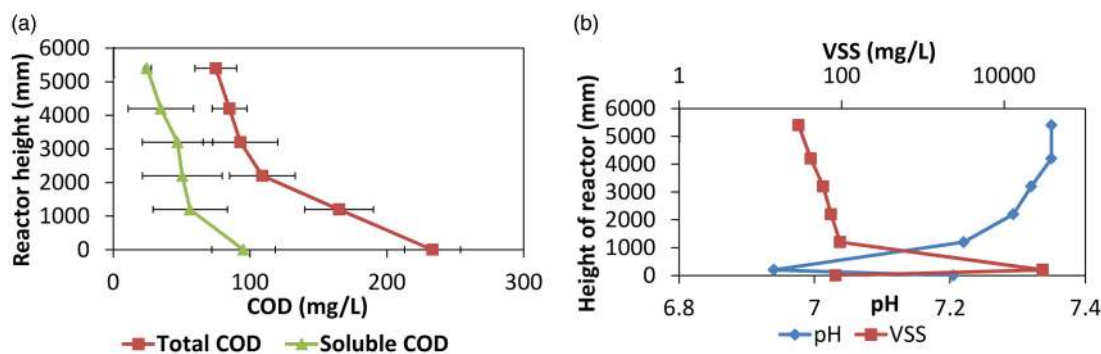 (a)
6000
5000
4000
3000
2000
1000
0
Reactor height (mm)
0 100 200 300
COD (mg/L)
Total COD Soluble COD
(b)
VSS (mg/L)
1 100 10000
6000
5000
4000
3000
2000
1000
0
Height of reactor (mm)
6.8 7 7.2 7.4
pH
pH VSS